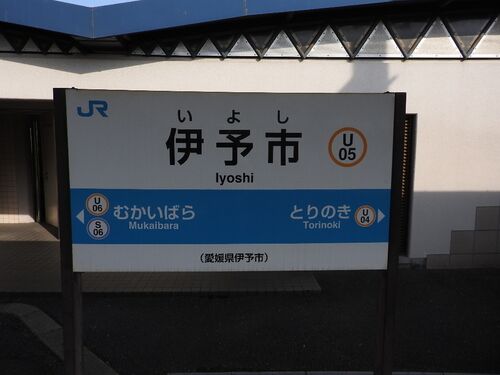 JR
いよし
伊予市
Iyoshi
U
05
U
06
S
06
むかいばら
Mukaibara
とりのき
Torinoki
U
04
(愛媛県伊予市)